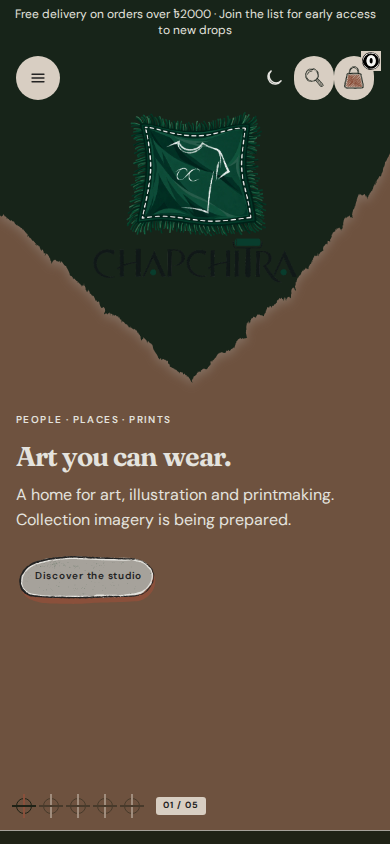 Free delivery on orders over ৳2000 · Join the list for early access
to new drops
0
CC
CHAPCHITRA
PEOPLE · PLACES · PRINTS
Art you can wear.
A home for art, illustration and printmaking.
Collection imagery is being prepared.
Discover the studio
01 / 05